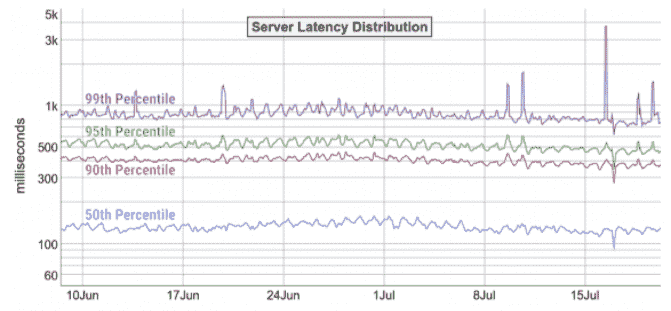 Server Latency Distribution
5k
3k
1k
500
300
100
60
milliseconds
99th Percentile
95th Percentile
90th Percentile
50th Percentile
10Jun 17Jun 24Jun 1Jul 8Jul 15Jul